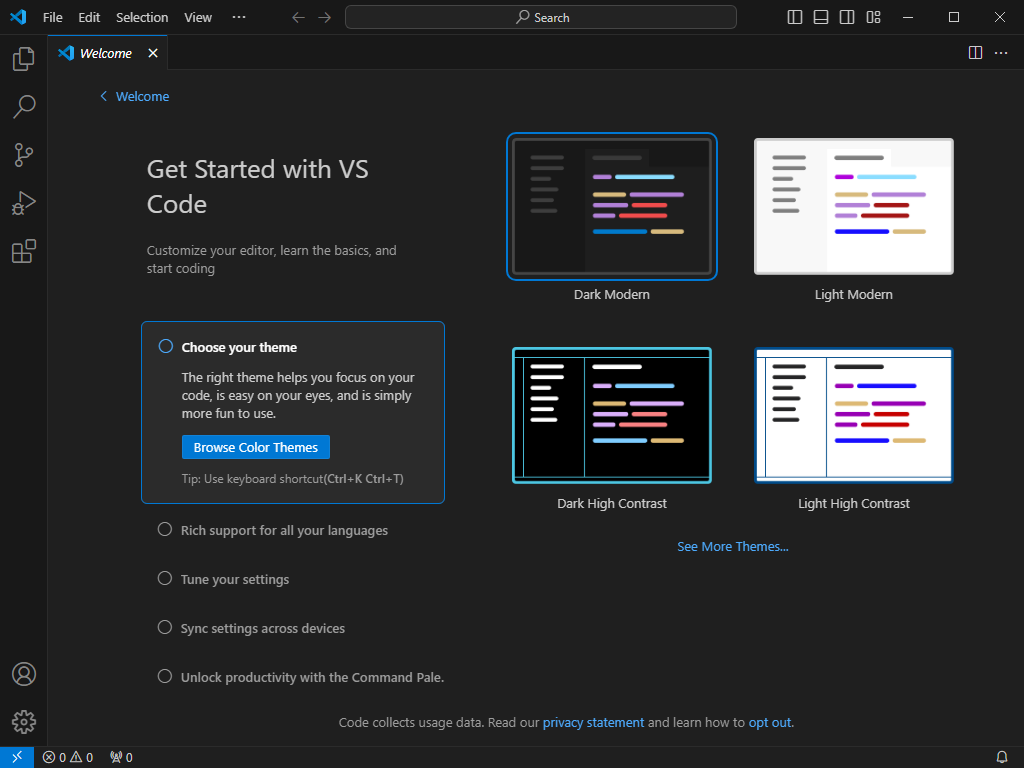 File Edit Selection View ···
Search
Welcome
Welcome
Get Started with VS
Code
Customize your editor, learn the basics, and
start coding
Choose your theme
The right theme helps you focus on your
code, is easy on your eyes, and is simply
more fun to use.
Browse Color Themes
Tip: Use keyboard shortcut(Ctrl+K Ctrl+T)
Rich support for all your languages
Tune your settings
Sync settings across devices
Unlock productivity with the Command Pale.
Dark Modern
Light Modern
Dark High Contrast
Light High Contrast
See More Themes...
Code collects usage data. Read our privacy statement and learn how to opt out.
0 0 0